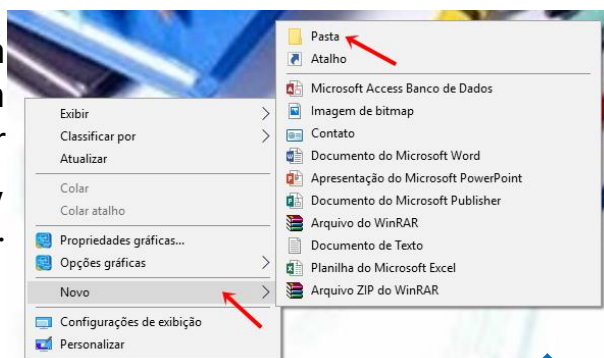 Exibir
Classificar por
Atualizar
Colar
Colar atalho
Propriedades gráficas...
Opções gráficas
Novo
Configurações de exibição
Personalizar
Pasta
Atalho
Microsoft Access Banco de Dados
Imagem de bitmap
Contato
Documento do Microsoft Word
Apresentação do Microsoft PowerPoint
Documento do Microsoft Publisher
Arquivo do WinRAR
Documento de Texto
Planilha do Microsoft Excel
Arquivo ZIP do WinRAR